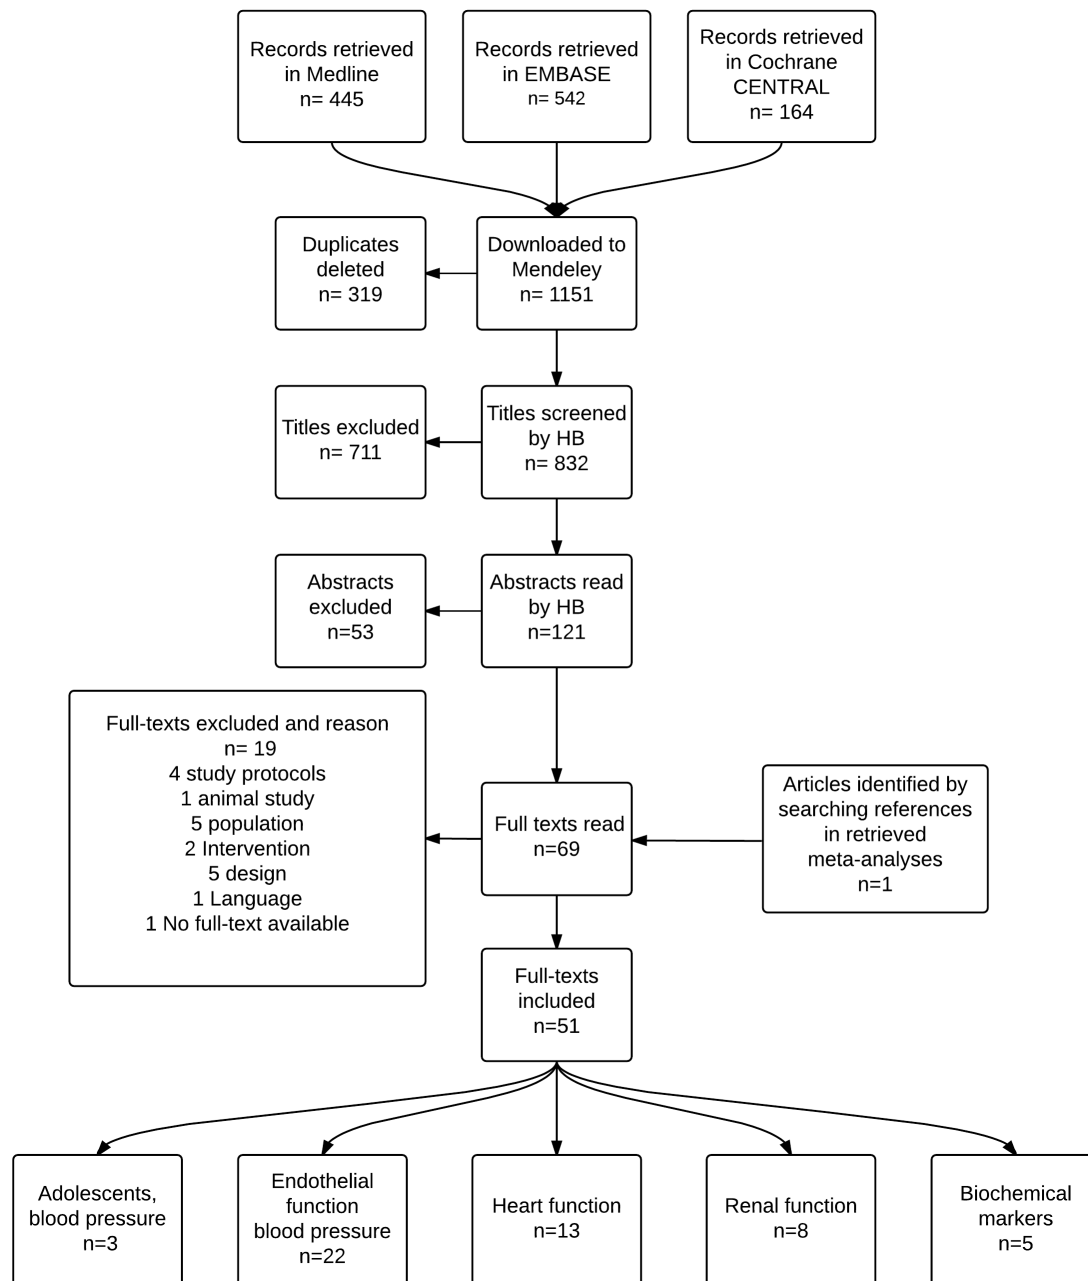 Records retrieved
in Medline
n= 445
Records retrieved
in EMBASE
n= 542
Records retrieved
in Cochrane
CENTRAL
n= 164
Duplicates
deleted
n= 319
Downloaded to
Mendeley
n= 1151
Titles excluded
n= 711
Titles screened
by HB
n= 832
Abstracts
excluded
n=53
Abstracts read
by HB
n=121
Full-texts excluded and reason
n= 19
4 study protocols
1 animal study
5 population
2 Intervention
5 design
1 Language
1 No full-text available
Full texts read
n=69
Articles identified by
searching references
in retrieved
meta-analyses
n=1
Full-texts
included
n=51
Adolescents,
blood pressure
n=3
Endothelial
function
blood pressure
n=22
Heart function
n=13
Renal function
n=8
Biochemical
markers
n=5